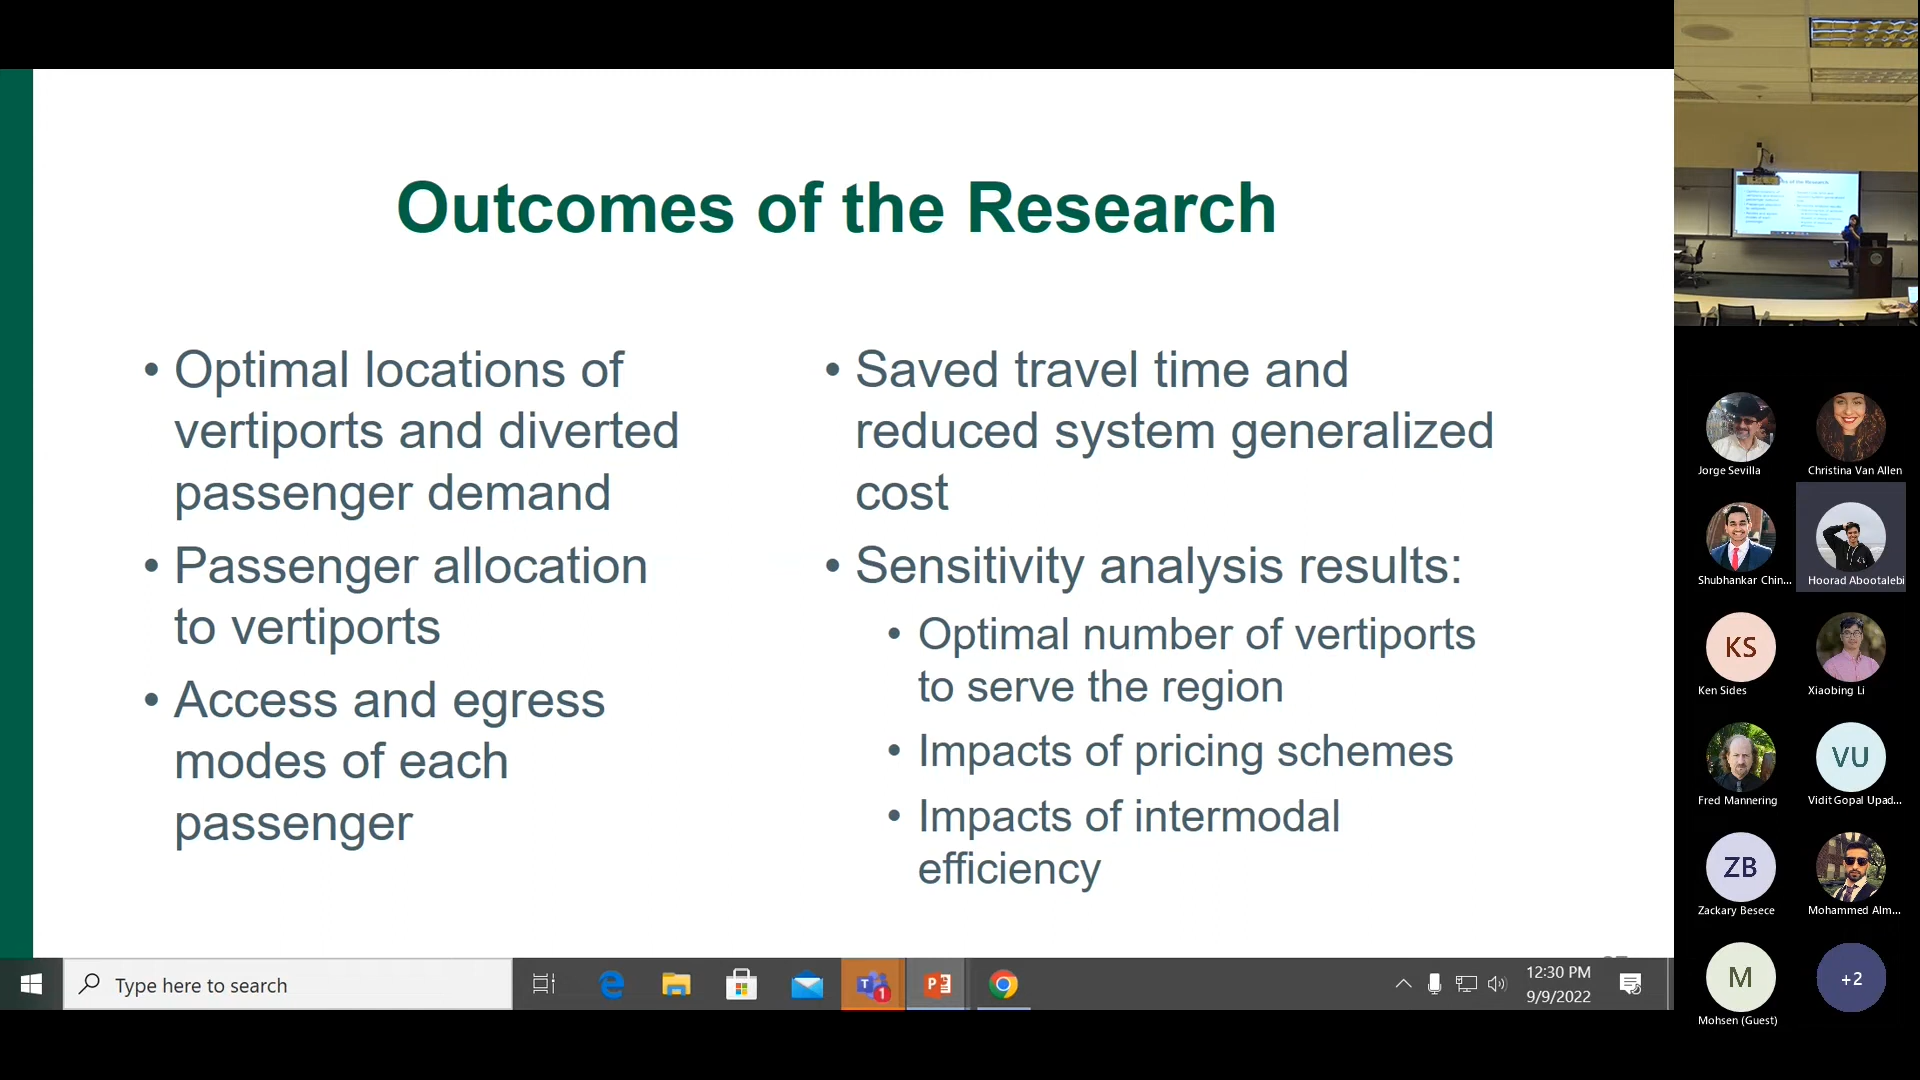 Outcomes of the Research
• Optimal locations of
vertiports and diverted
passenger demand
• Passenger allocation
to vertiports
• Access and egress
modes of each
passenger
• Saved travel time and
reduced system generalized
cost
• Sensitivity analysis results:
• Optimal number of vertiports
to serve the region
• Impacts of pricing schemes
• Impacts of intermodal
efficiency
Type here to search
1
12:30 PM
9/9/2022
Jorge Sevilla
Christina Van Allen
Shubhankar Chin...
Hoorad Abootalebi
KS
Ken Sides
Xiaobing Li
Fred Mannering
VU
Vidit Gopal Upad...
ZB
Zackary Besece
Mohammed Alm...
M
Mohsen (Guest)
+2